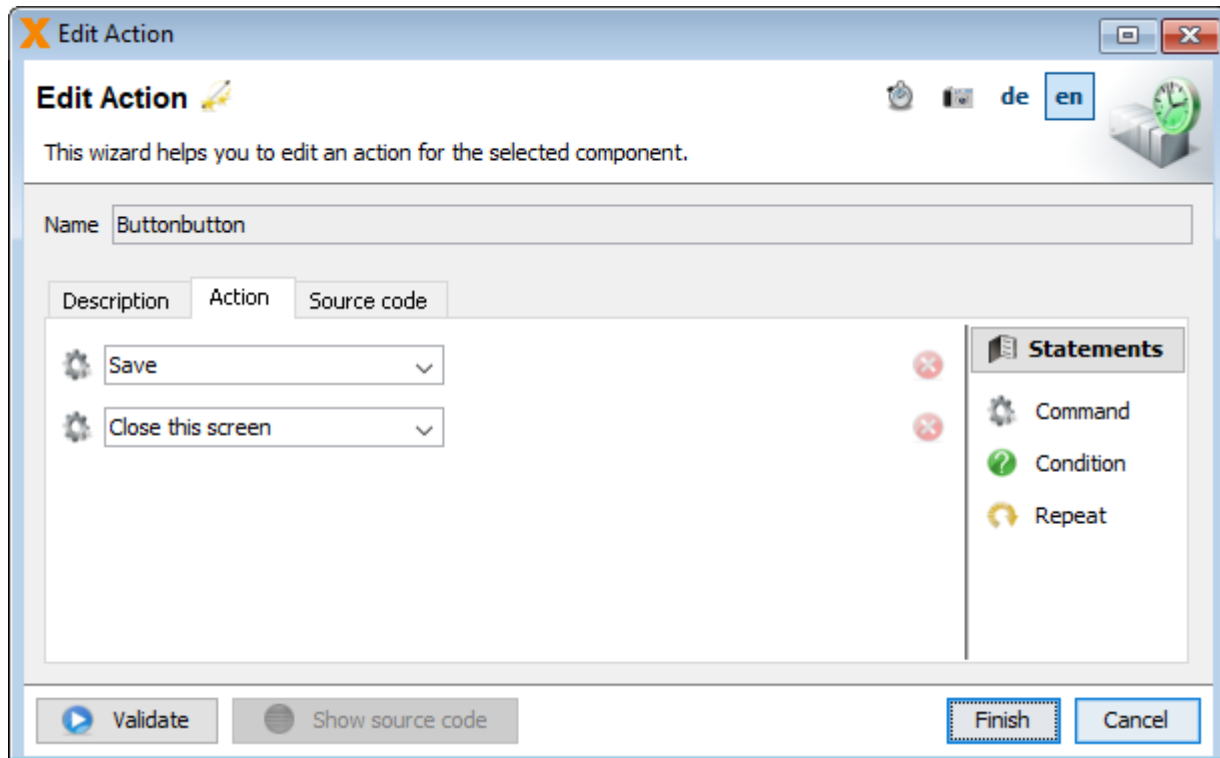 Edit Action
Edit Action
de en
This wizard helps you to edit an action for the selected component.
Name Buttonbutton
Description Action Source code
Save
Close this screen
Statements
Command
Condition
Repeat
Validate Show source code Finish Cancel